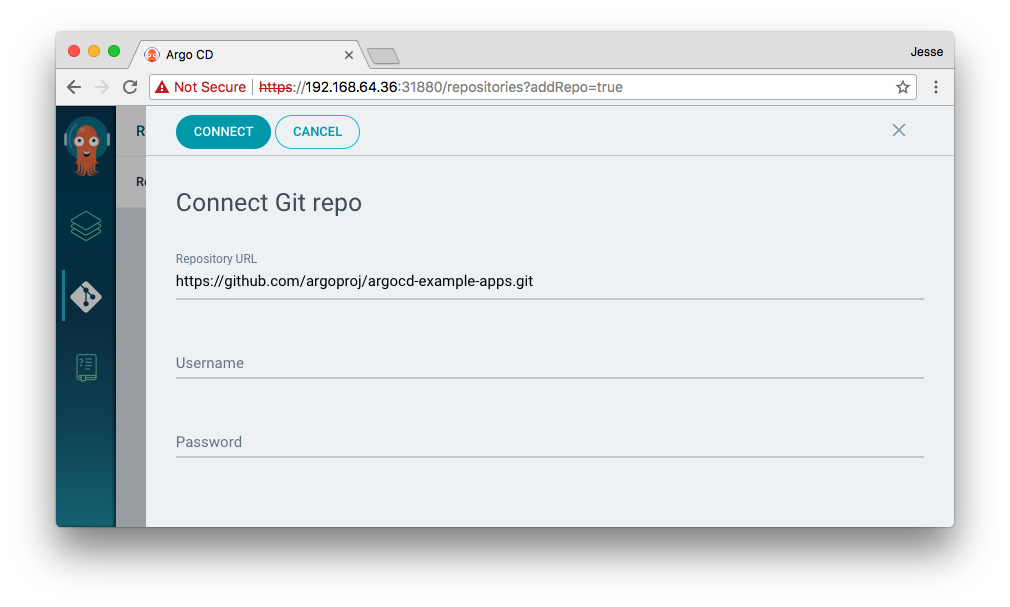 Argo CD
Jesse
Not Secure https://192.168.64.36:31880/repositories?addRepo=true
R CONNECT CANCEL
Re
Connect Git repo
Repository URL
https://github.com/argoproj/argocd-example-apps.git
Username
Password